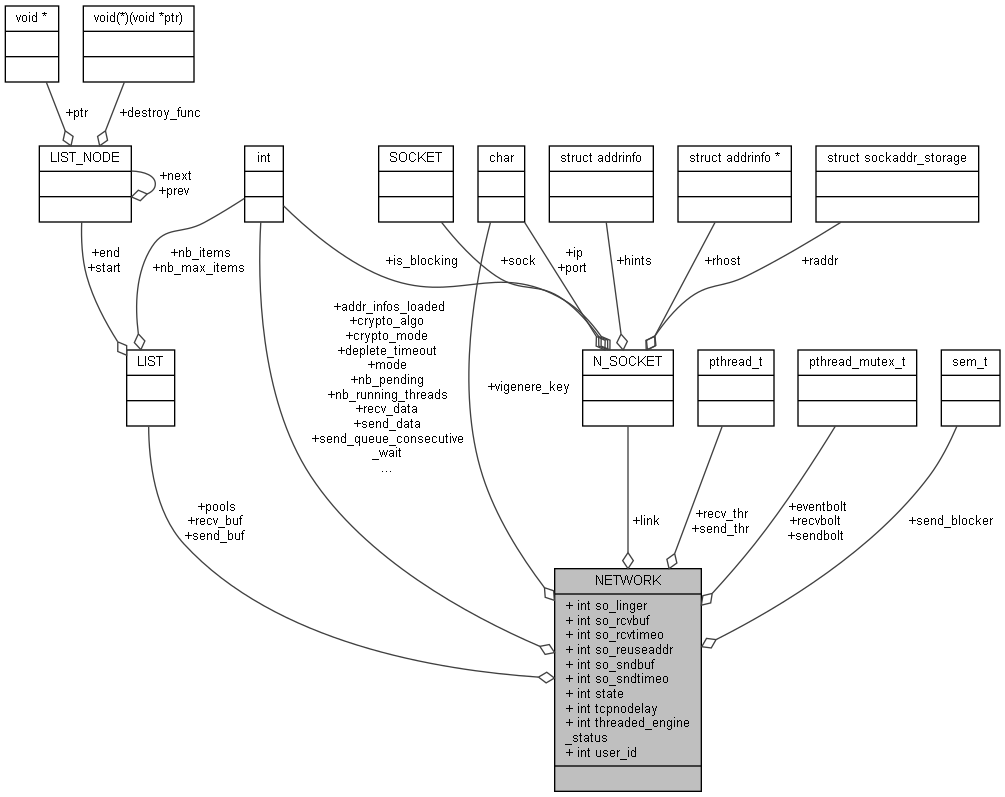 void *
void(*)(void *ptr)
+ptr
+destroy_func
LIST_NODE
+next
+prev
int
SOCKET
char
struct addrinfo
struct addrinfo *
struct sockaddr_storage
+end
+start
+nb_items
+nb_max_items
+is_blocking
+sock
+ip
+port
+hints
+rhost
+raddr
+addr_infos_loaded
+crypto_algo
+crypto_mode
+deplete_timeout
+mode
+nb_pending
+nb_running_threads
+recv_data
+send_data
+send_queue_consecutive
_wait
...
LIST
+vigenere_key
N_SOCKET
pthread_t
pthread_mutex_t
sem_t
+pools
+recv_buf
+send_buf
+link
+recv_thr
+send_thr
+eventbolt
+recvbolt
+sendbolt
+send_blocker
NETWORK
+ int so_linger
+ int so_rcvbuf
+ int so_rcvtimeo
+ int so_reuseaddr
+ int so_sndbuf
+ int so_sndtimeo
+ int state
+ int tcpnodelay
+ int threaded_engine
_status
+ int user_id